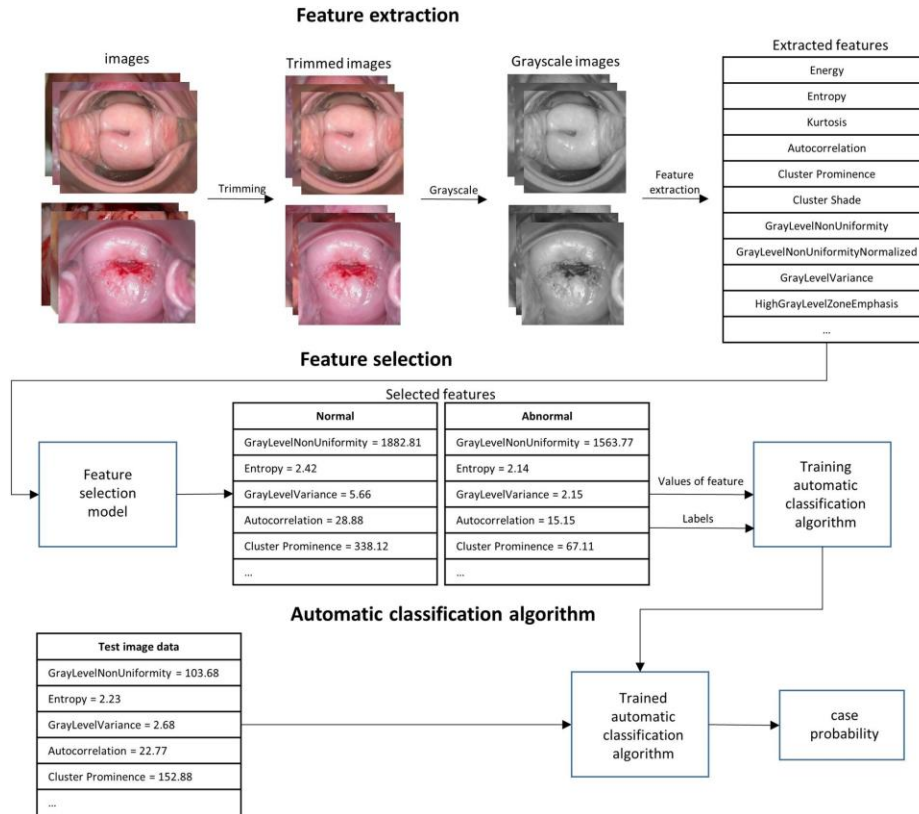 Feature extraction
images
Trimmed images
Grayscale images
Extracted features
Trimming
Grayscale
Feature
extraction
Energy
Entropy
Kurtosis
Autocorrelation
Cluster Prominence
Cluster Shade
GrayLevelNonUniformity
GrayLevelNonUniformityNormalized
GrayLevelVariance
HighGrayLevelZoneEmphasis
...
Feature selection
Selected features
Feature
selection
model
Normal
GrayLevelNonUniformity = 1882.81
Entropy = 2.42
GrayLevelVariance = 5.66
Autocorrelation = 28.88
Cluster Prominence = 338.12
...
Abnormal
GrayLevelNonUniformity = 1563.77
Entropy = 2.14
GrayLevelVariance = 2.15
Autocorrelation = 15.15
Cluster Prominence = 67.11
...
Values of feature
Labels
Training
automatic
classification
algorithm
Automatic classification algorithm
Test image data
GrayLevelNonUniformity = 103.68
Entropy = 2.23
GrayLevelVariance = 2.68
Autocorrelation = 22.77
Cluster Prominence = 152.88
...
Trained
automatic
classification
algorithm
case
probability